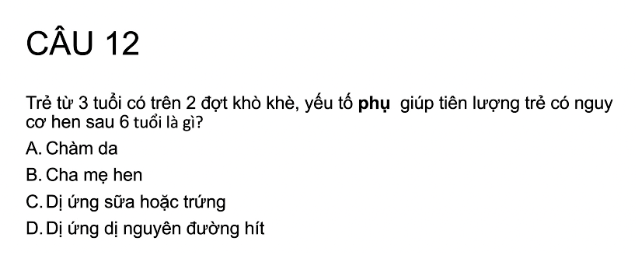 CÂU 12
Trẻ từ 3 tuổi có trên 2 đợt khò khè, yếu tố phụ giúp tiên lượng trẻ có nguy
cơ hen sau 6 tuổi là gì?
A. Chàm da
B. Cha mẹ hen
C. Dị ứng sữa hoặc trứng
D. Dị ứng dị nguyên đường hít